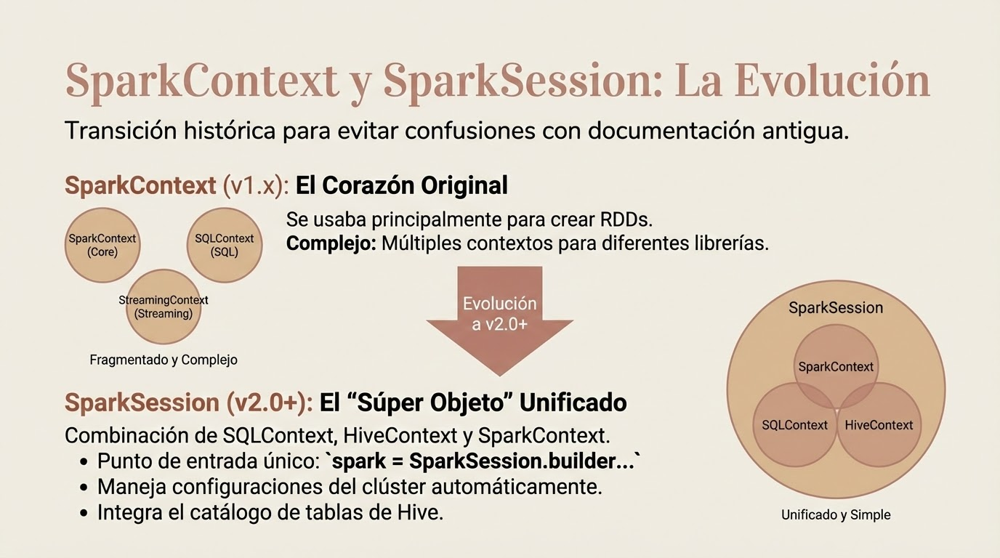 SparkContext y SparkSession: La Evolución
Transición histórica para evitar confusiones con documentación antigua.
SparkContext (v1.x): El Corazón Original
SparkContext
(Core)
SQLContext
(SQL)
StreamingContext
(Streaming)
Fragmentado y Complejo
Se usaba principalmente para crear RDDs.
Complejo: Múltiples contextos para diferentes librerías.
Evolución
a v2.0+
SparkSession (v2.0+): El “Súper Objeto” Unificado
Combinación de SQLContext, HiveContext y SparkContext.
• Punto de entrada único: `spark = SparkSession.builder...`
• Maneja configuraciones del clúster automáticamente.
• Integra el catálogo de tablas de Hive.
SparkSession
SparkContext
SQLContext
HiveContext
Unificado y Simple